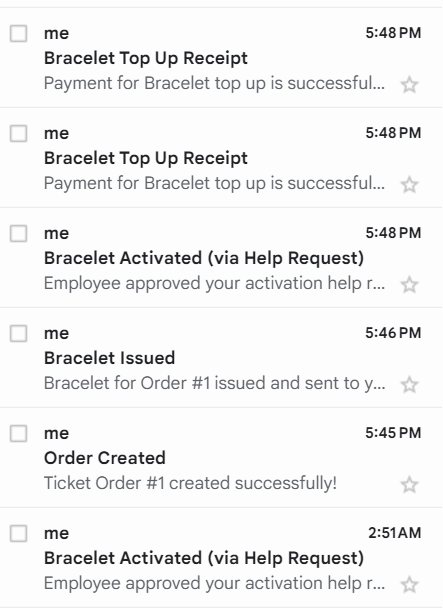 me 5:48 PM
Bracelet Top Up Receipt
Payment for Bracelet top up is successful...
me 5:48 PM
Bracelet Top Up Receipt
Payment for Bracelet top up is successful...
me 5:48 PM
Bracelet Activated (via Help Request)
Employee approved your activation help r...
me 5:46 PM
Bracelet Issued
Bracelet for Order #1 issued and sent to y...
me 5:45 PM
Order Created
Ticket Order #1 created successfully!
me 2:51 AM
Bracelet Activated (via Help Request)
Employee approved your activation help r...